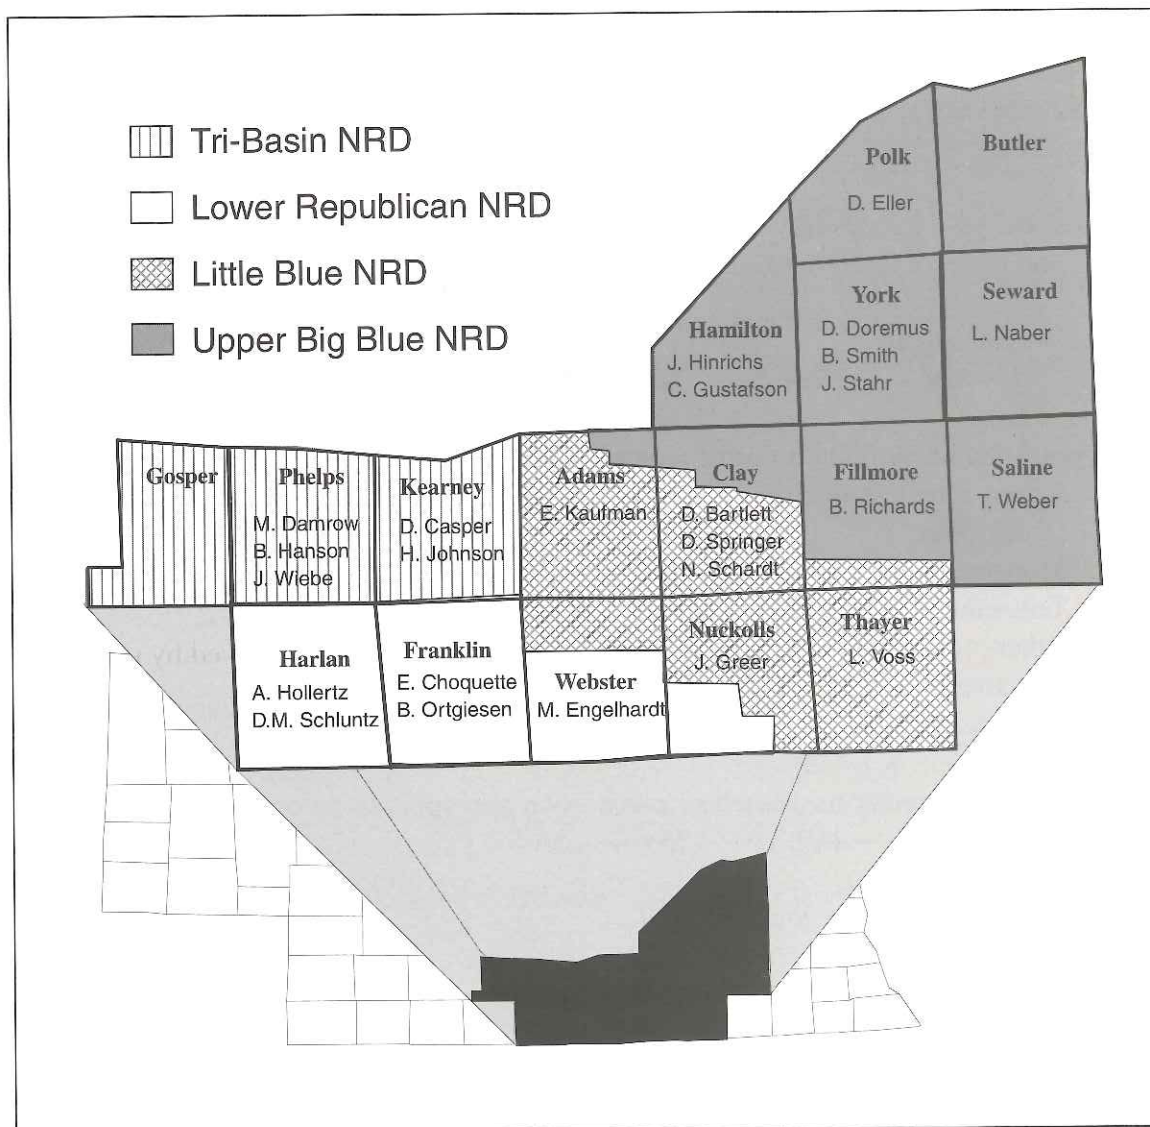 Tri-Basin NRD
Lower Republican NRD
Little Blue NRD
Upper Big Blue NRD
Polk
D. Eller
Butler
Hamilton
J. Hinrichs
C. Gustafson
York
D. Doremus
B. Smith
J. Stahr
Seward
L. Naber
Gosper
Phelps
M. Damrow
B. Hanson
J. Wiebe
Kearney
D. Casper
H. Johnson
Adams
E. Kaufman
Clay
D. Bartlett
D. Springer
N. Schardt
Fillmore
B. Richards
Saline
T. Weber
Harlan
A. Hollertz
D.M. Schluntz
Franklin
E. Choquette
B. Ortgiesen
Webster
M. Engelhardt
Nuckolls
J. Greer
Thayer
L. Voss